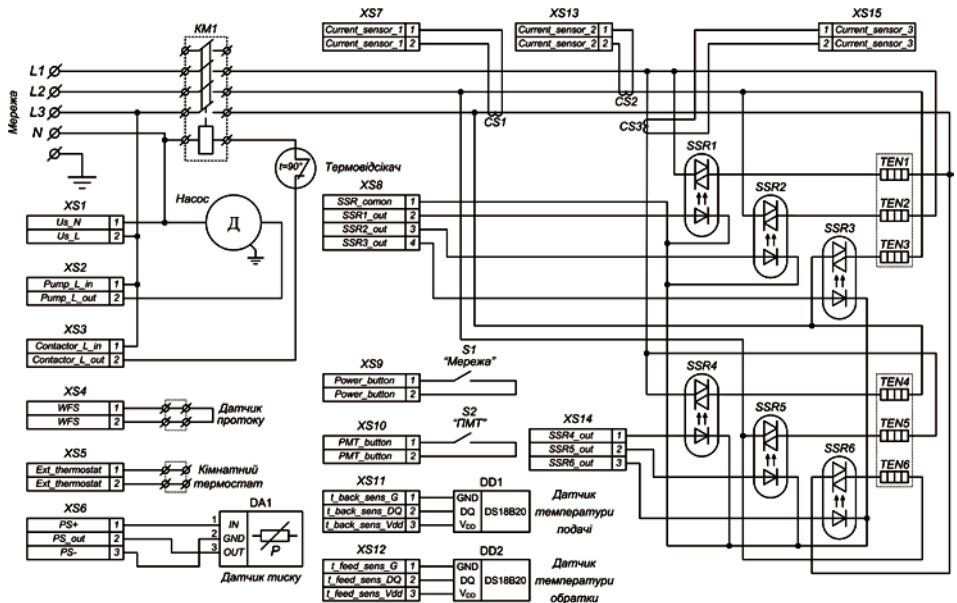 XS7
Current_sensor_1 1
Current_sensor_1 2
XS13
Current_sensor_2 1
Current_sensor_2 2
XS15
1 Current_sensor_3
2 Current_sensor_3
KM1
Мережа
L1
L2
L3
N
CS1
CS2
CS3
t=90°
Термовідсікач
Насос
Д
XS1
Us_N 1
Us_L 2
XS2
Pump_L_in 1
Pump_L_out 2
XS3
Contactor_L_in 1
Contactor_L_out 2
XS4
WFS 1
WFS 2
Датчик
протоку
XS5
Ext_thermostat 1
Ext_thermostat 2
Кімнатний
термостат
XS6
PS+ 1
PS_out 2
PS- 3
DA1
1 IN
2 GND
3 OUT
P
Датчик тиску
XS8
SSR_comon 1
SSR1_out 2
SSR2_out 3
SSR3_out 4
XS9
Power_button 1
Power_button 2
S1
"Мережа"
XS10
PMT_button 1
PMT_button 2
S2
"ПМТ"
XS11
t_back_sens_G 1
t_back_sens_DQ 2
t_back_sens_Vdd 3
DD1
GND
DQ
VDD
DS18B20
Датчик
температури
подачі
XS12
t_feed_sens_G 1
t_feed_sens_DQ 2
t_feed_sens_Vdd 3
DD2
GND
DQ
VDD
DS18B20
Датчик
температури
обратки
XS14
SSR4_out 1
SSR5_out 2
SSR6_out 3
SSR1
SSR2
SSR3
TEN1
TEN2
TEN3
SSR4
SSR5
SSR6
TEN4
TEN5
TEN6